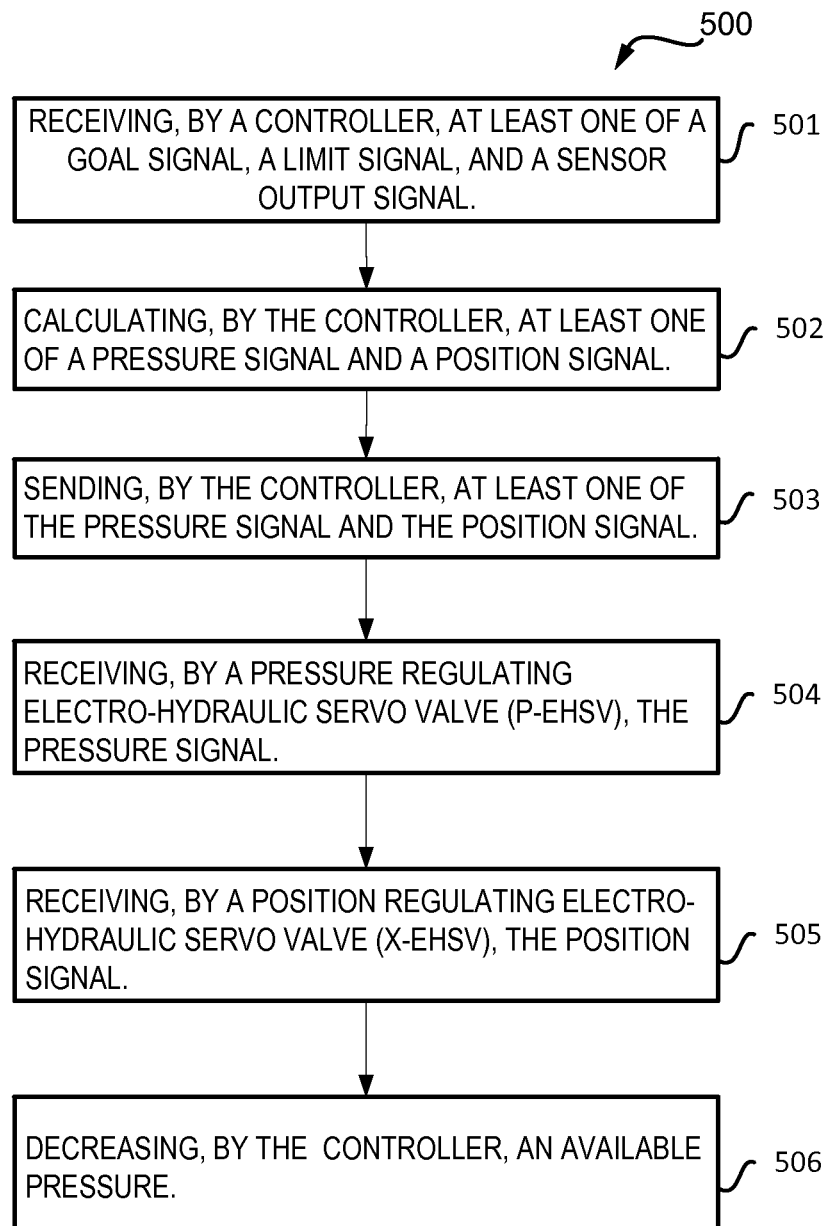 500
RECEIVING, BY A CONTROLLER, AT LEAST ONE OF A
GOAL SIGNAL, A LIMIT SIGNAL, AND A SENSOR
OUTPUT SIGNAL.
501
CALCULATING, BY THE CONTROLLER, AT LEAST ONE
OF A PRESSURE SIGNAL AND A POSITION SIGNAL.
502
SENDING, BY THE CONTROLLER, AT LEAST ONE OF
THE PRESSURE SIGNAL AND THE POSITION SIGNAL.
503
RECEIVING, BY A PRESSURE REGULATING
ELECTRO-HYDRAULIC SERVO VALVE (P-EHSV), THE
PRESSURE SIGNAL.
504
RECEIVING, BY A POSITION REGULATING ELECTRO-
HYDRAULIC SERVO VALVE (X-EHSV), THE POSITION
SIGNAL.
505
DECREASING, BY THE CONTROLLER, AN AVAILABLE
PRESSURE.
506